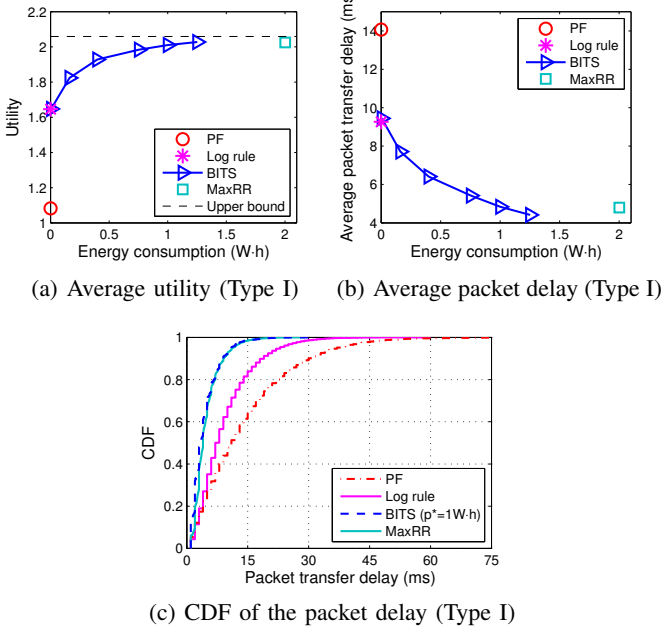 2.2
2
1.8
1.6
1.4
1.2
1
Utility
PF
Log rule
BITS
MaxRR
Upper bound
0 0.5 1 1.5 2
Energy consumption (W·h)
(a) Average utility (Type I)
14
12
10
8
6
4
Average packet transfer delay (ms)
PF
Log rule
BITS
MaxRR
0 0.5 1 1.5 2
Energy consumption (W·h)
(b) Average packet delay (Type I)
1
0.8
0.6
0.4
0.2
0
CDF
PF
Log rule
BITS (p*=1W·h)
MaxRR
0 15 30 45 60 75
Packet transfer delay (ms)
(c) CDF of the packet delay (Type I)